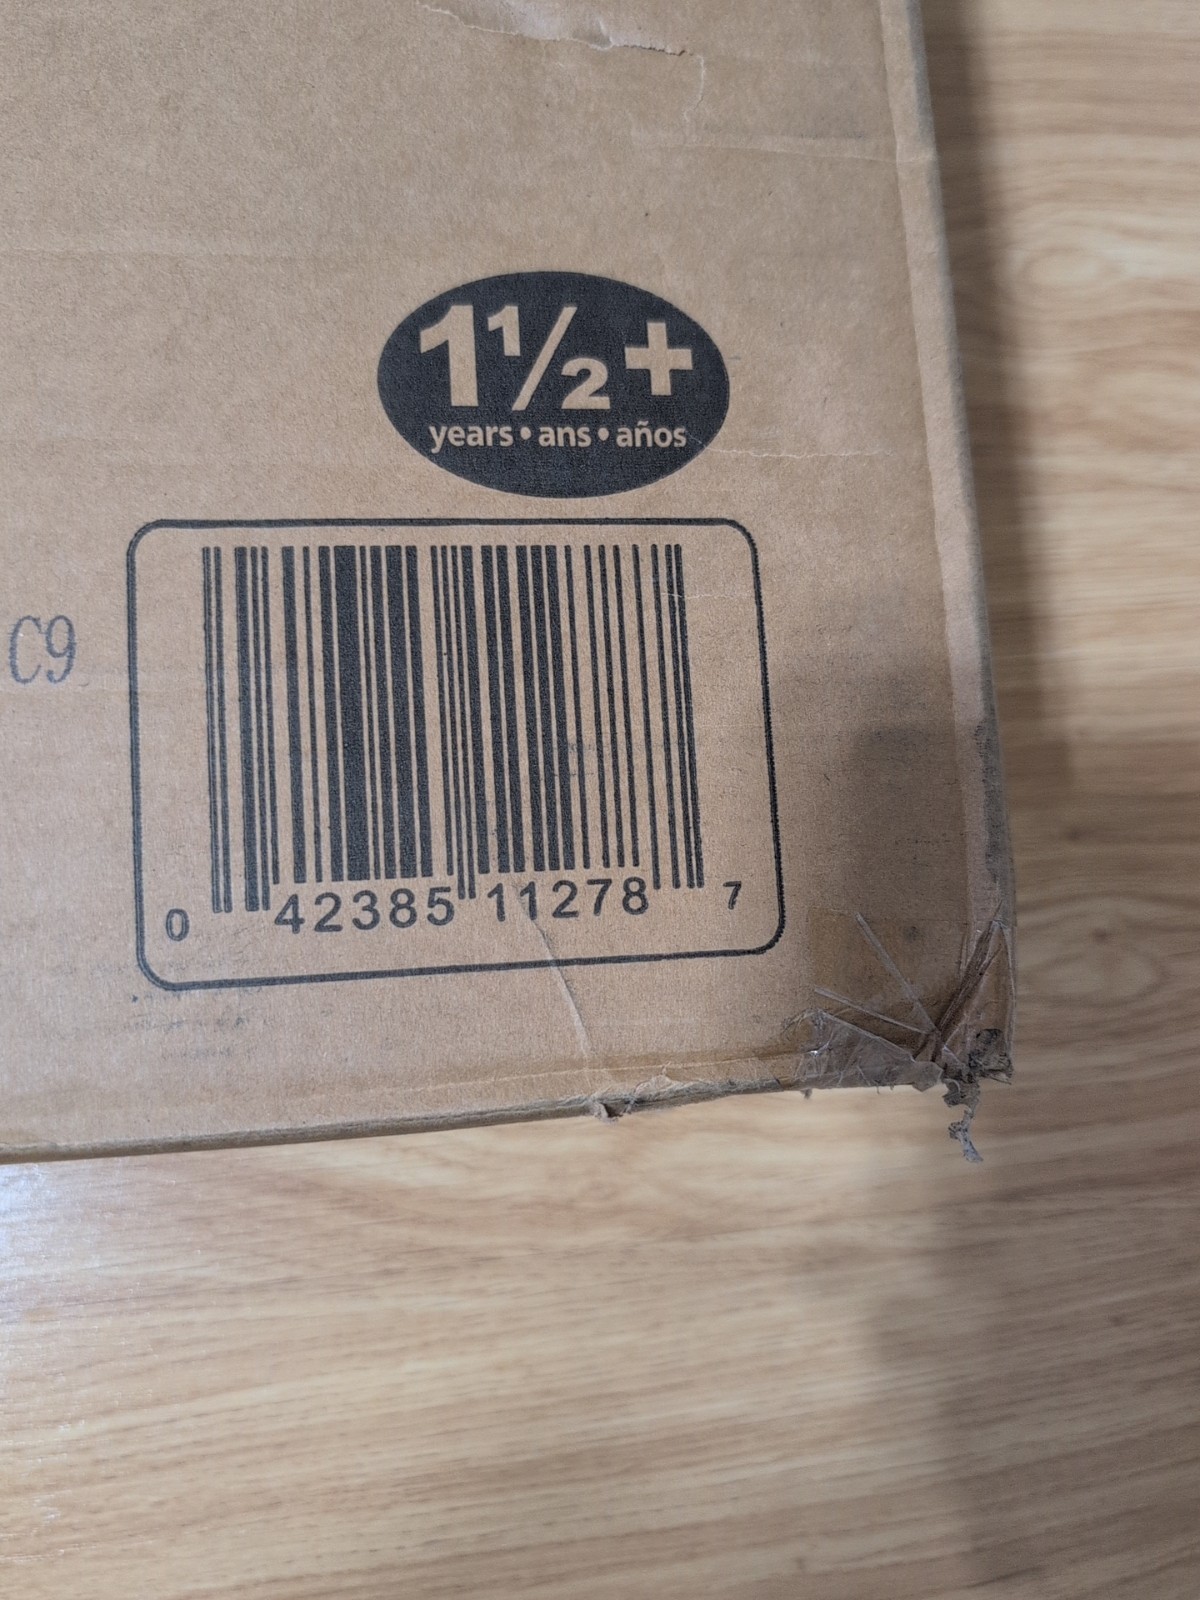 1½+
years • ans • años
C9
0 42385 11278 7